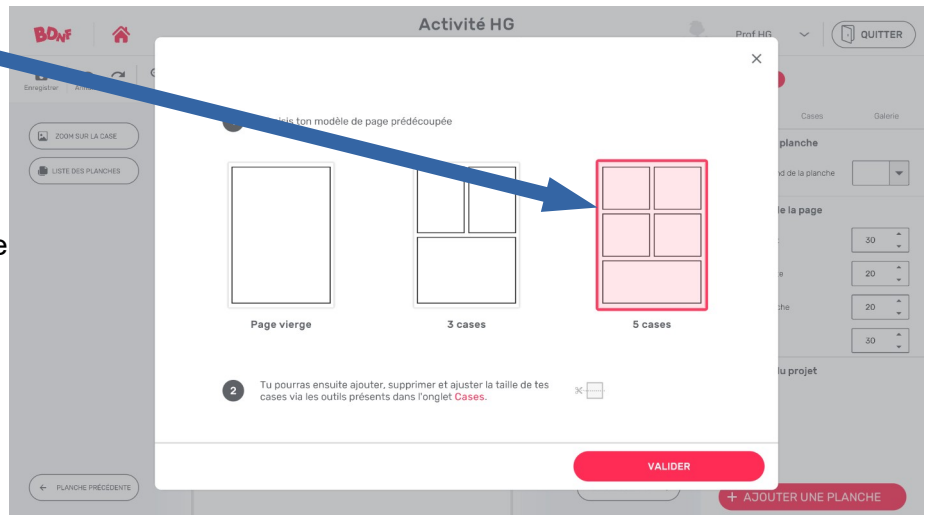 Activité HG
BDNF
Prof HG
QUITTER
Enregistrer
ZOOM SUR LA CASE
LISTE DES PLANCHES
e
ton modèle de page prédécoupée
Page vierge
3 cases
5 cases
2
Tu pourras ensuite ajouter, supprimer et ajuster la taille de tes
cases via les outils présents dans l'onglet Cases.
VALIDER
Cases
Galerie
planche
nd de la planche
de la page
30
20
20
30
du projet
← PLANCHE PRÉCÉDENTE
+ AJOUTER UNE PLANCHE